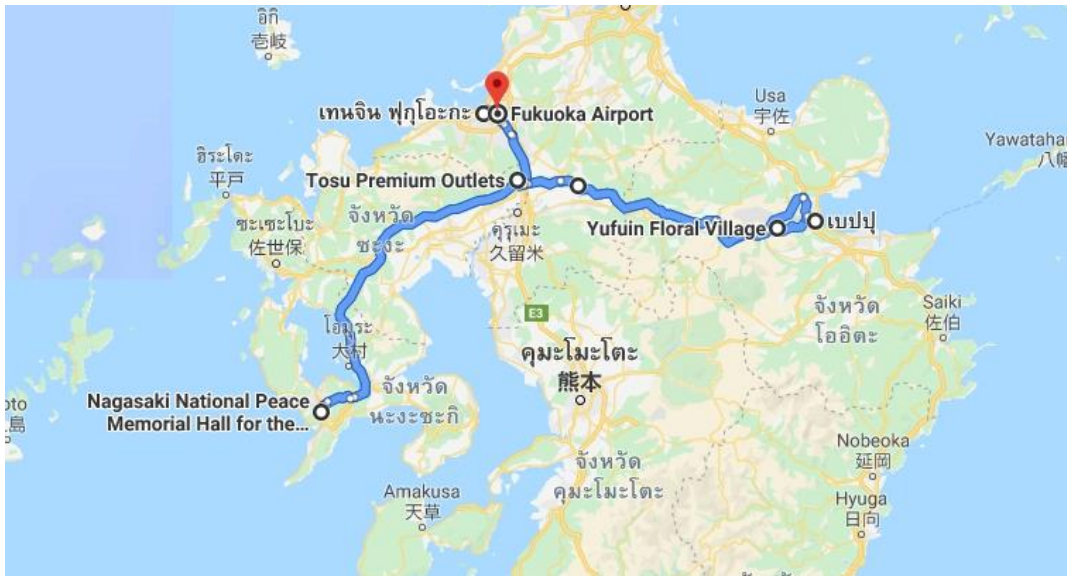 อิกิ
壱岐
เทนจิน ฟุกุโอะกะ
Fukuoka Airport
Usa
宇佐
Yawatahan
八幡
ฮิระโดะ
平戸
Tosu Premium Outlets
จังหวัด
ซะงะ
คุรุเมะ
久留米
ซะเซะโบะ
佐世保
Yufuin Floral Village
เบปปุ
E3
จังหวัด
โออิตะ
Saiki
佐伯
โอมุระ
大村
คุมะโมะโตะ
熊本
Nagasaki National Peace
Memorial Hall for the...
จังหวัด
นะงะซะกิ
oto
島
จังหวัด
คุมะโมะโตะ
Nobeoka
延岡
Amakusa
天草
Hyuga
日向